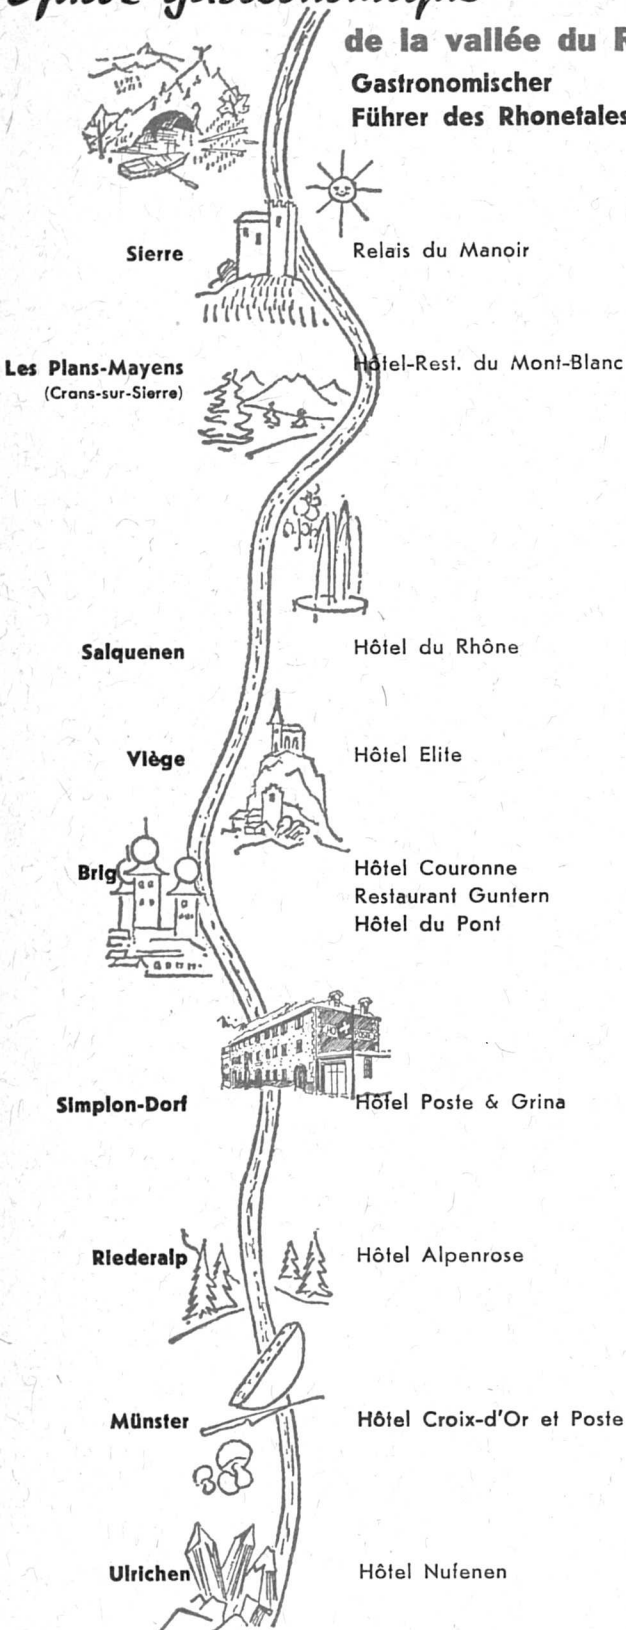 gastronomique
de la vallée du
Gastronomischer
Führer des Rhonetales
Sierre
Relais du Manoir
Les Plans-Mayens
(Crans-sur-Sierre)
Hôtel-Rest. du Mont-Blanc
Salquenen
Hôtel du Rhône
Viège
Hôtel Elite
Brig
Hôtel Couronne
Restaurant Guntern
Hôtel du Pont
Simplon-Dorf
Hôtel Poste & Grina
Riederalp
Hôtel Alpenrose
Münster
Hôtel Croix-d'Or et Poste
Ulrichen
Hôtel Nufenen